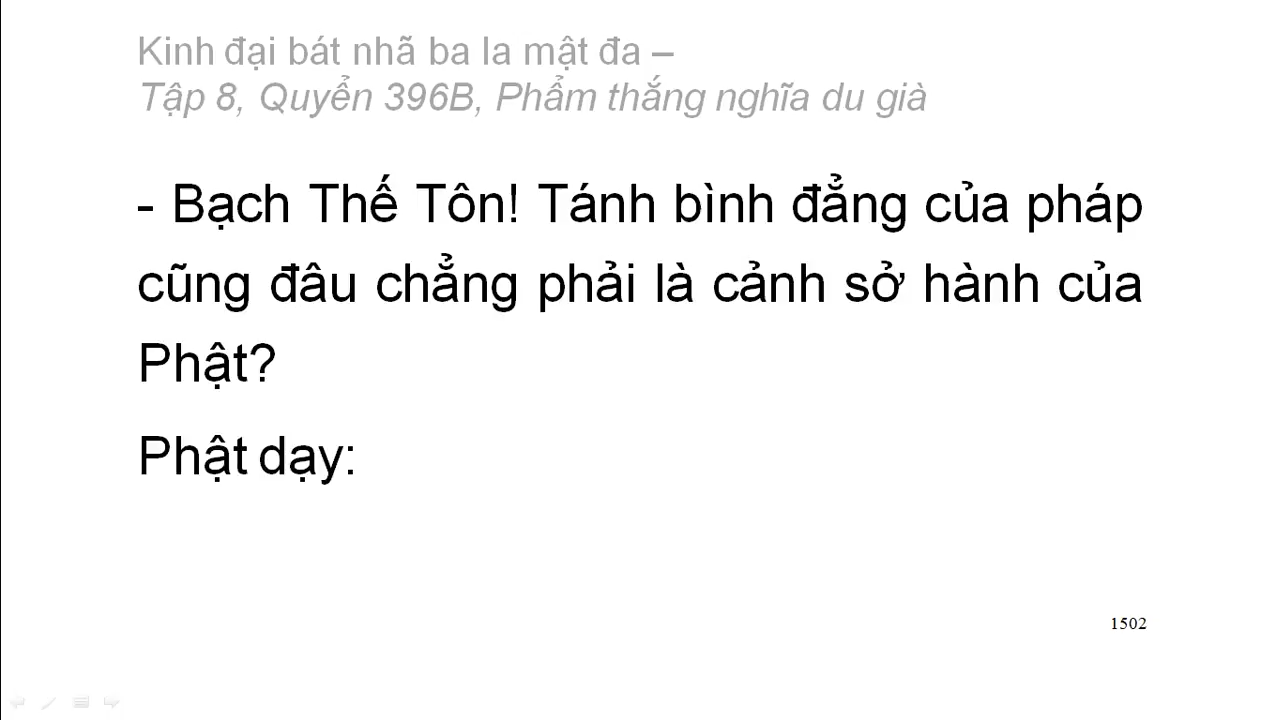 Kinh đại bát nhã ba la mật đa –
Tập 8, Quyển 396B, Phẩm thắng nghĩa du già
- Bạch Thế Tôn! Tánh bình đẳng của pháp
cũng đâu chẳng phải là cảnh sở hành của
Phật?
Phật dạy:
1502